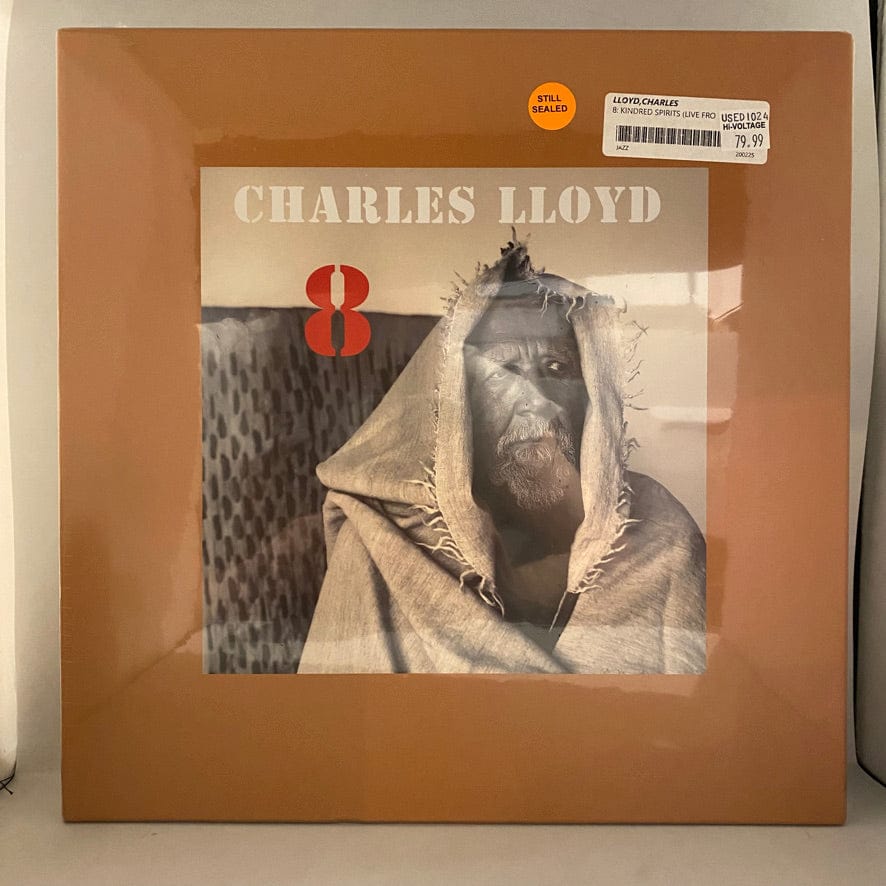 STILL
SEALED
LLOYD,CHARLES
8: KINDRED SPIRITS (LIVE FRO
USED1024
HI-VOLTAGE
79.99
JAZZ
200225
CHARLES LLOYD
8